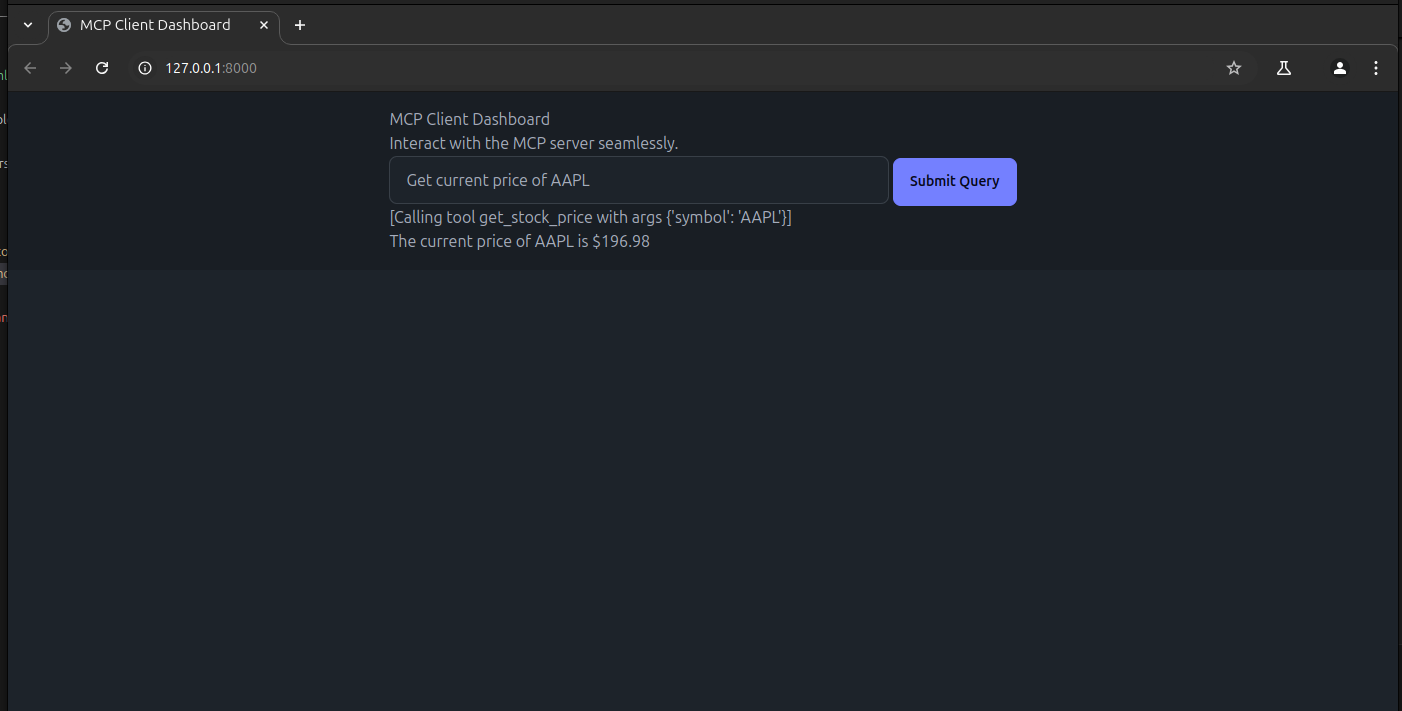 MCP Client Dashboard
127.0.0.1:8000
MCP Client Dashboard
Interact with the MCP server seamlessly.
Get current price of AAPL
Submit Query
[Calling tool get_stock_price with args {'symbol': 'AAPL'}]
The current price of AAPL is $196.98